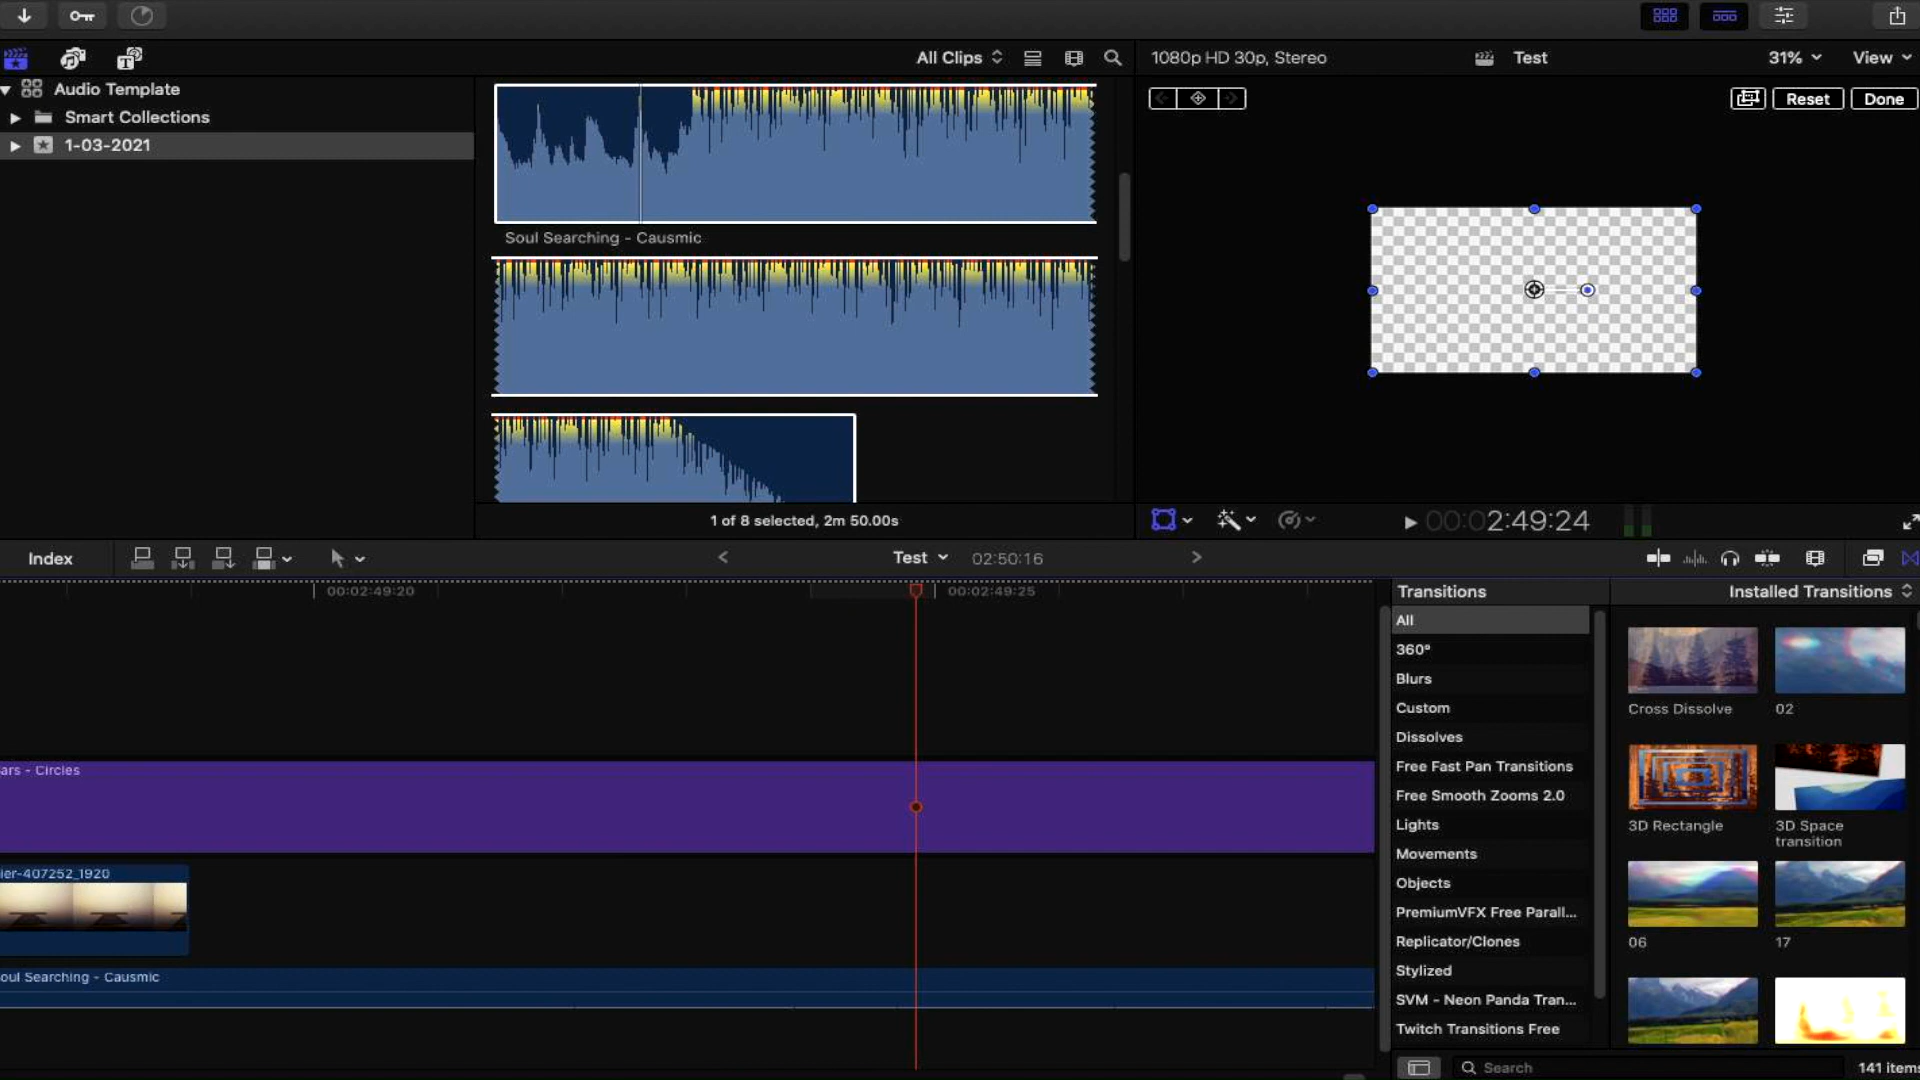 All Clips
1080p HD 30p, Stereo
Test
31%
View
Audio Template
Smart Collections
1-03-2021
Reset
Done
Soul Searching - Causmic
1 of 8 selected, 2m 50.00s
00:02:49:24
Index
Test
02:50:16
00:02:49:20
00:02:49:25
Transitions
Installed Transitions
All
360°
Blurs
Custom
Dissolves
Free Fast Pan Transitions
Free Smooth Zooms 2.0
Lights
Movements
Objects
PremiumVFX Free Parall...
Replicator/Clones
Stylized
SVM - Neon Panda Tran...
Twitch Transitions Free
Cross Dissolve
02
3D Rectangle
3D Space
transition
06
17
ars - Circles
ier-407252_1920
oul Searching - Causmic
Search
141 items